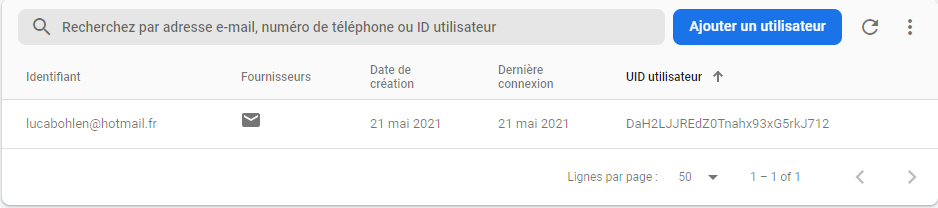 Recherchez par adresse e-mail, numéro de téléphone ou ID utilisateur
Ajouter un utilisateur
Identifiant
Fournisseurs
Date de
création
Dernière
connexion
UID utilisateur
lucabohlen@hotmail.fr
21 mai 2021
21 mai 2021
DaH2LJJREdZ0Tnahx93xG5rkJ712
Lignes par page :
50
1 – 1 of 1